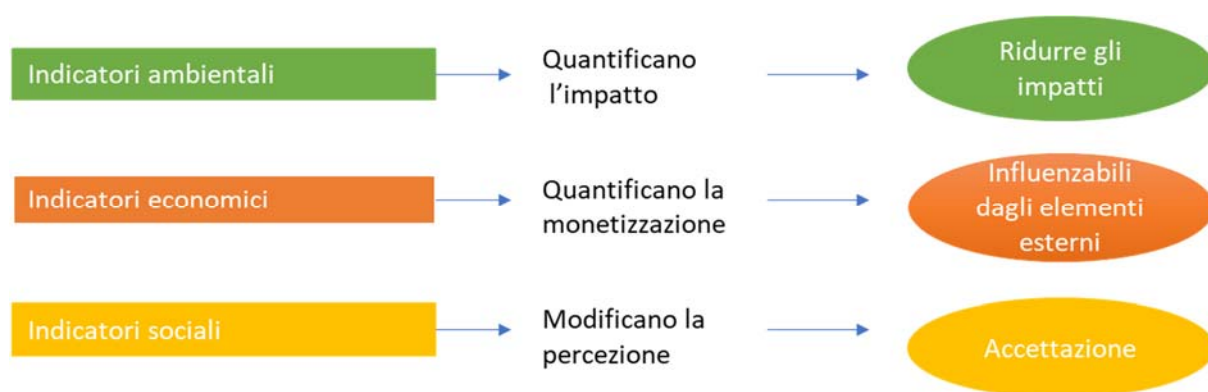 Indicatori ambientali
Quantificano
l’impatto
Ridurre gli
impatti
Indicatori economici
Quantificano la
monetizzazione
Influenzabili
dagli elementi
esterni
Indicatori sociali
Modificano la
percezione
Accettazione